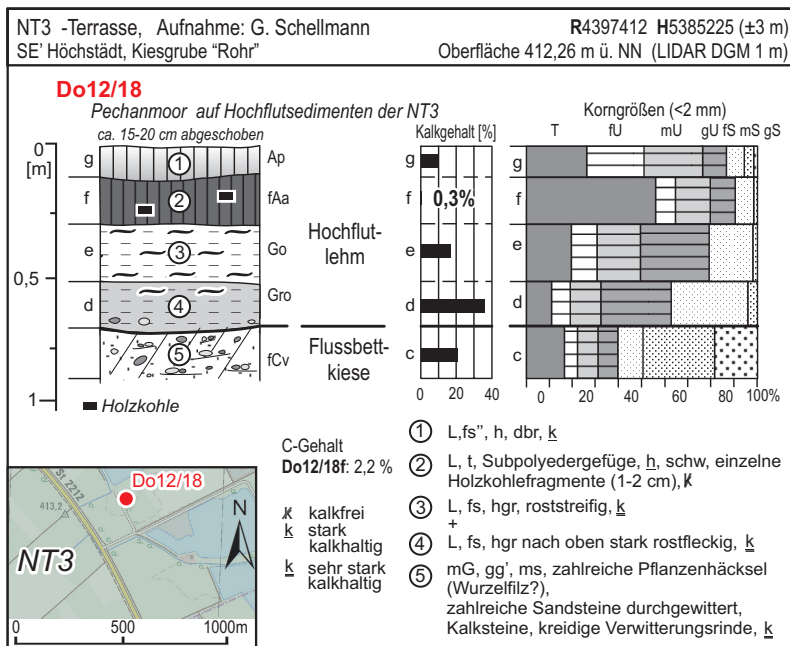 NT3 -Terrasse, Aufnahme: G. Schellmann
R4397412 H5385225 (±3 m)
SE' Höchstädt, Kiesgrube “Rohr”
Oberfläche 412,26 m ü. NN (LIDAR DGM 1 m)
Do12/18
Pechanmoor auf Hochflutsedimenten der NT3
ca. 15-20 cm abgeschoben
Kalkgehalt [%]
Korngrößen (<2 mm)
T fU mU gU fS mS gS
0
[m]
0,5
1
g 1 Ap
f 2 fAa
e 3 Go
d 4 Gro
5 fCv
Hochflut-
lehm
Flussbett-
kiese
Holzkohle
g
f 0,3%
e
d
c
0 20 40
g
f
e
d
c
0 20 40 60 80 100%
C-Gehalt
Do12/18f: 2,2 %
k kalkfrei
k stark
kalkhaltig
k sehr stark
kalkhaltig
1 L,fs”, h, dbr, k
2 L, t, Subpolyedergefüge, h, schw, einzelne
Holzkohlefragmente (1-2 cm), k
3 L, fs, hgr, roststreifig, k
+
4 L, fs, hgr nach oben stark rostfleckig, k
5 mG, gg’, ms, zahlreiche Pflanzenhäcksel
(Wurzelfilz?),
zahlreiche Sandsteine durchgewittert,
Kalksteine, kreidige Verwitterungsrinde, k
St 2212
Do12/18
413,2
N
NT3
0 500 1000m